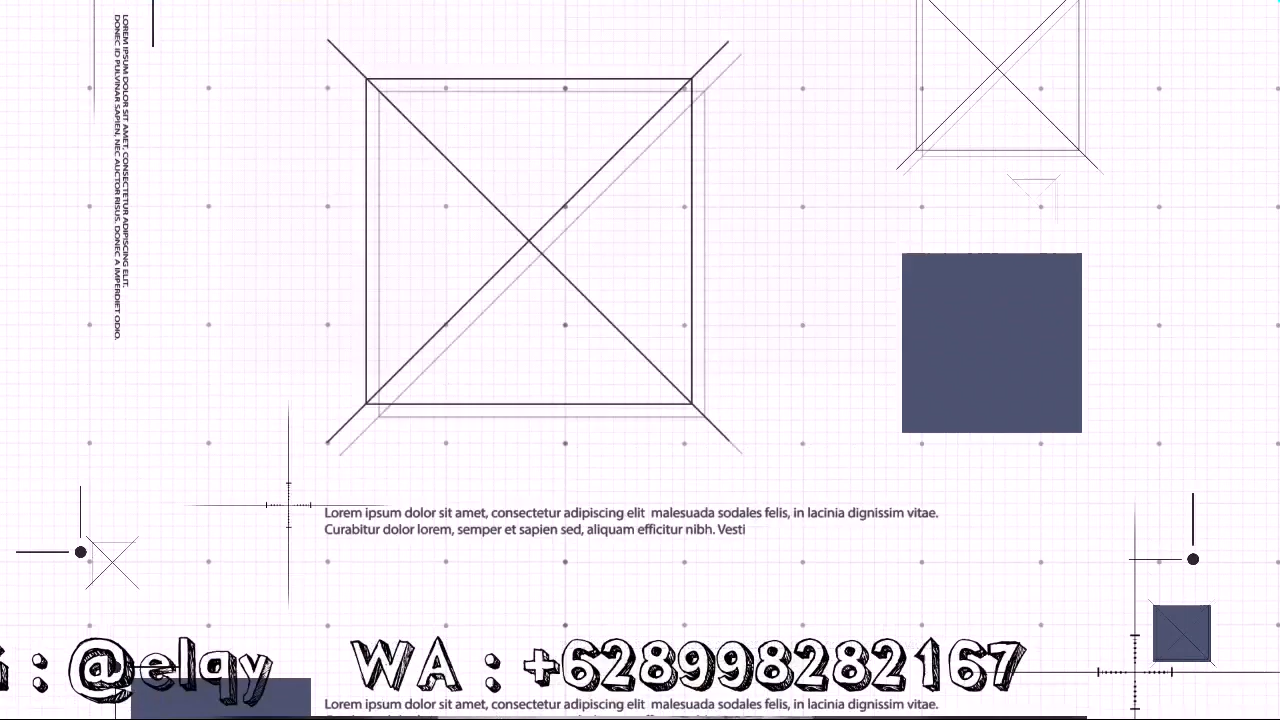 LOREM IPSUM DOLOR SIT AMET, CONSECTETUR ADIPISCING ELIT.
DONEC ID PULVINAR SAPIEN, NEC AUCTOR RISUS. DONEC A IMPERDIET ODIO.
Lorem ipsum dolor sit amet, consectetur adipiscing elit malesuada sodales felis, in lacinia dignissim vitae.
Curabitur dolor lorem, semper et sapien sed, aliquam efficitur nibh. Vesti
: @elqy WA : +628998282167
Lorem ipsum dolor sit amet, consectetur adipiscing elit malesuada sodales felis, in lacinia dignissim vitae.